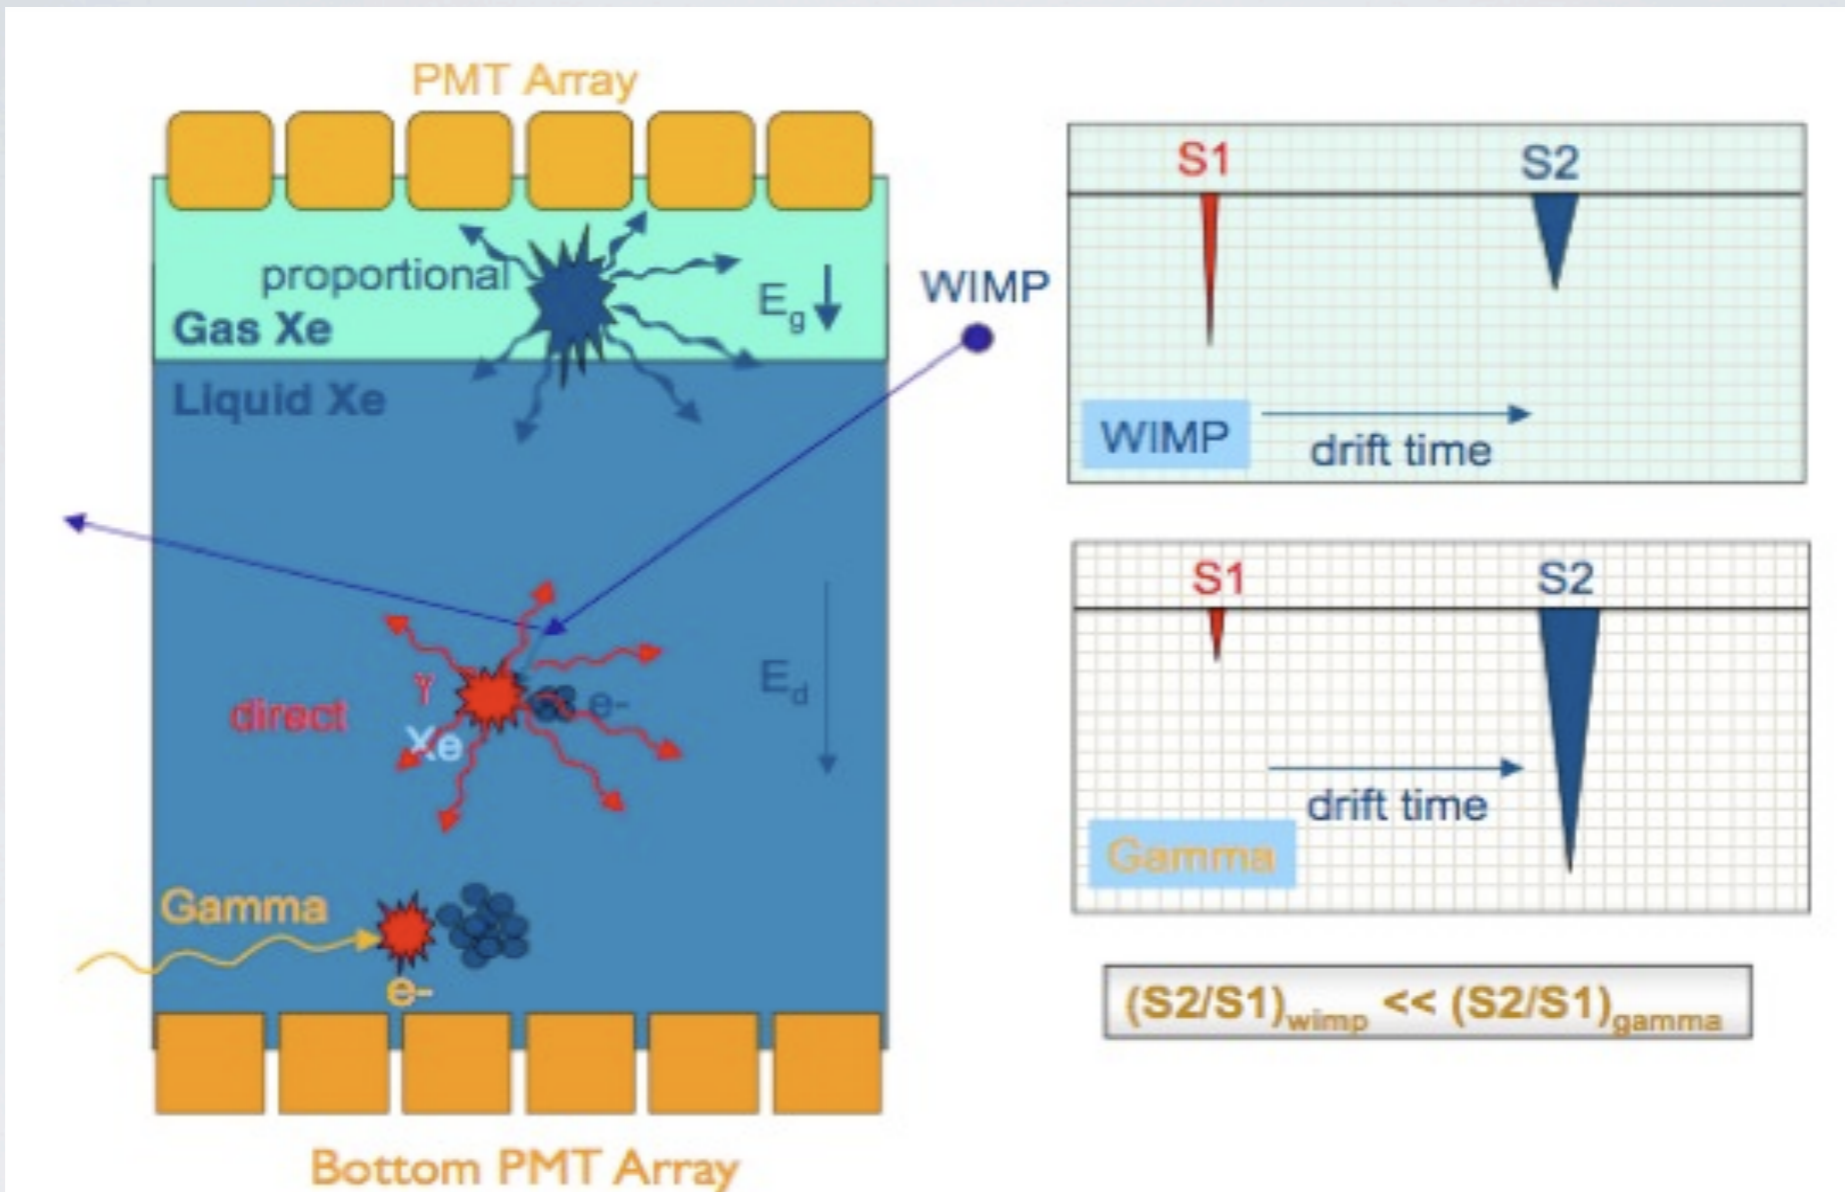 PMT Array
proportional
Gas Xe
E_g
Liquid Xe
WIMP
direct
γ
Xe
e-
E_d
Gamma
e-
Bottom PMT Array
S1
S2
WIMP
drift time
S1
S2
drift time
Gamma
(S2/S1)_wimp << (S2/S1)_gamma